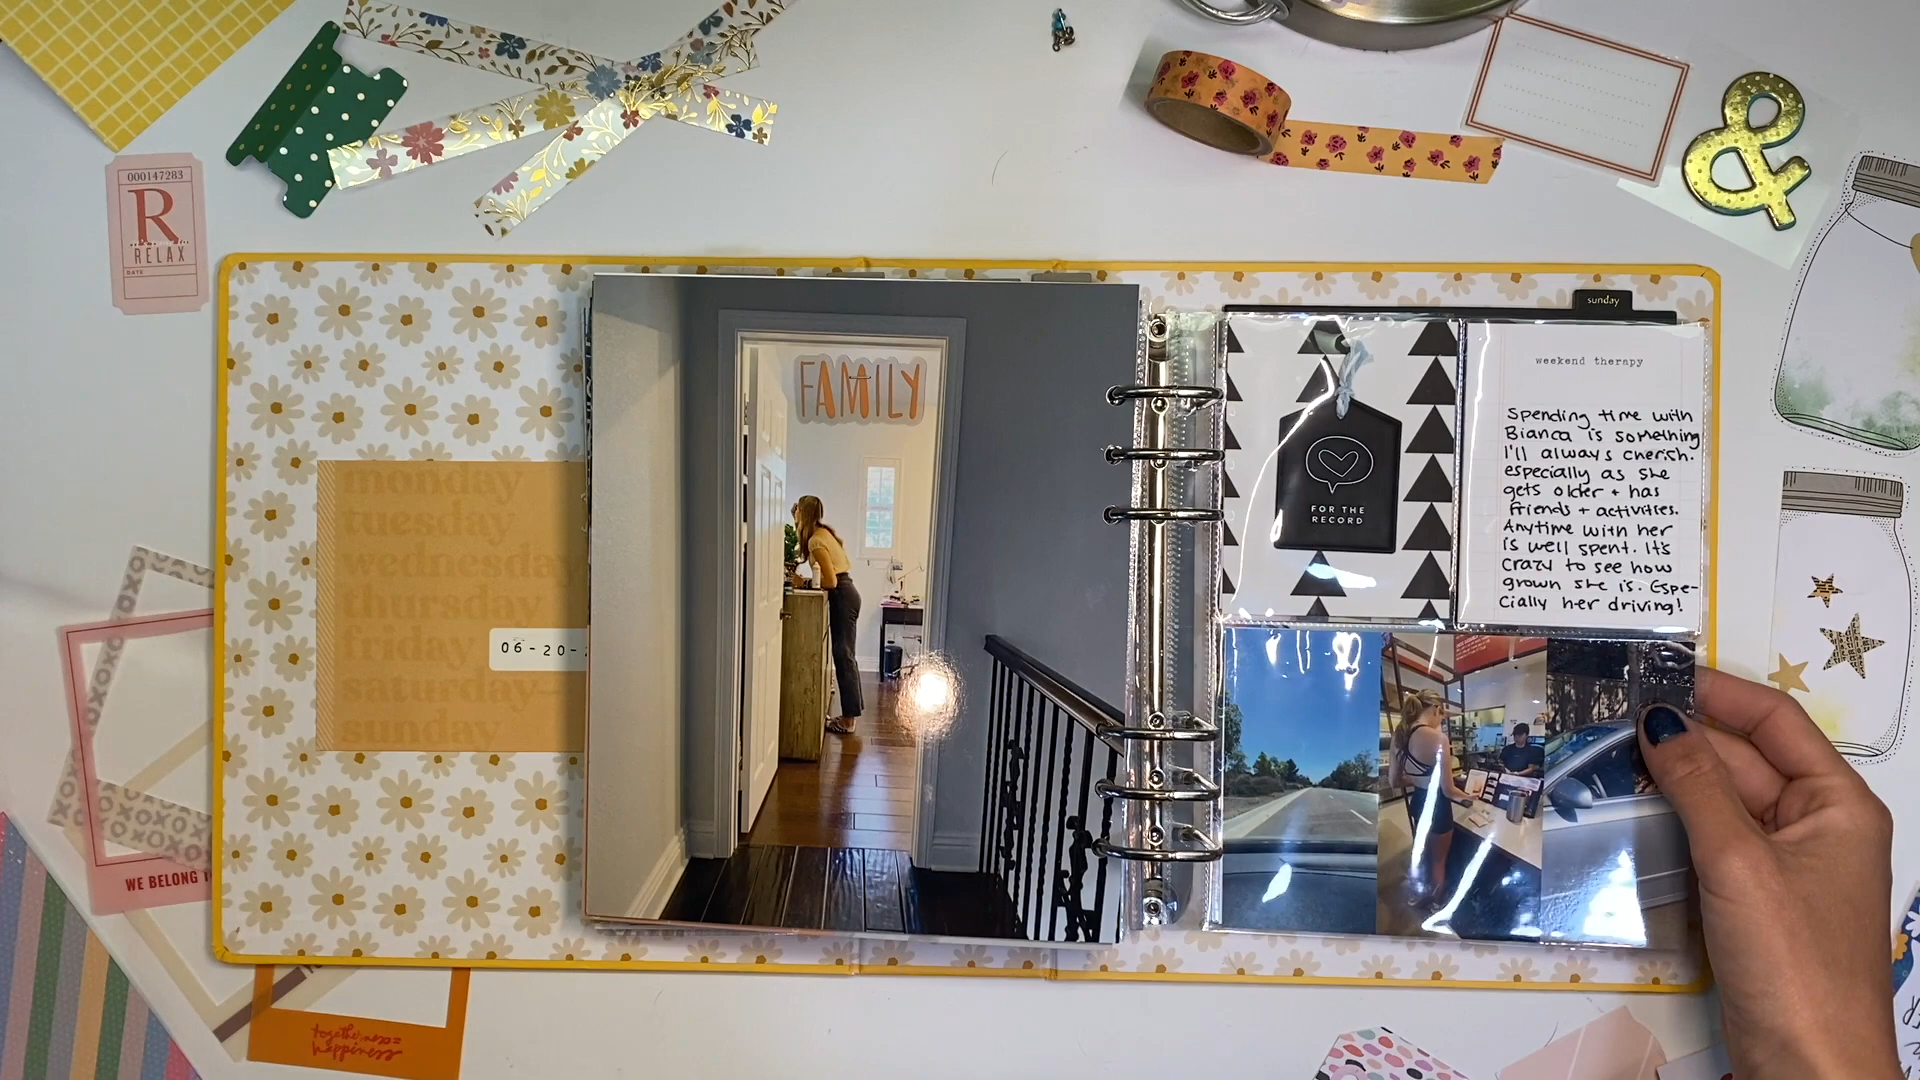 000147283
R
RELAX
DATE
sunday
FAMILY
weekend therapy
Spending time with
Bianca is something
I'll always cherish.
especially as she
gets older + has
friends + activities.
Anytime with her
is well spent. It's
crazy to see how
grown she is. Espe-
cially her driving!
FOR THE
RECORD
monday
tuesday
wednesday
thursday
friday
saturday
sunday
06-20-
&
XOXOXO
WE BELONG
togetherness=
happiness